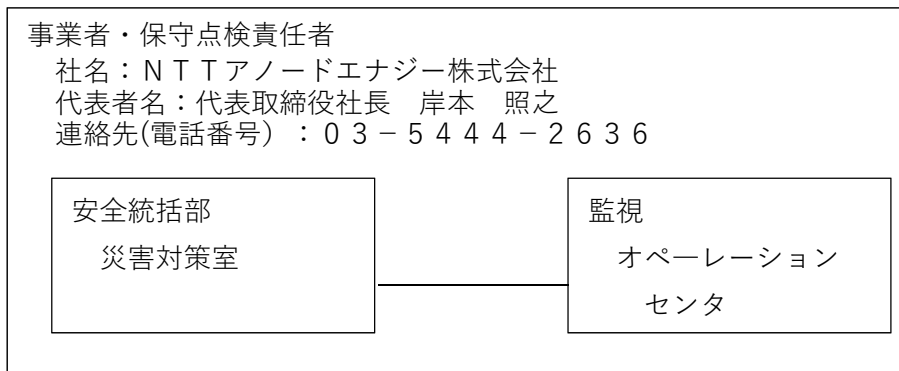 事業者・保守点検責任者
社名：ＮＴＴアノードエナジー株式会社
代表者名：代表取締役社長　岸本　照之
連絡先(電話番号）：０３－５４４４－２６３６
安全統括部
災害対策室
監視
オペーレーション
センタ